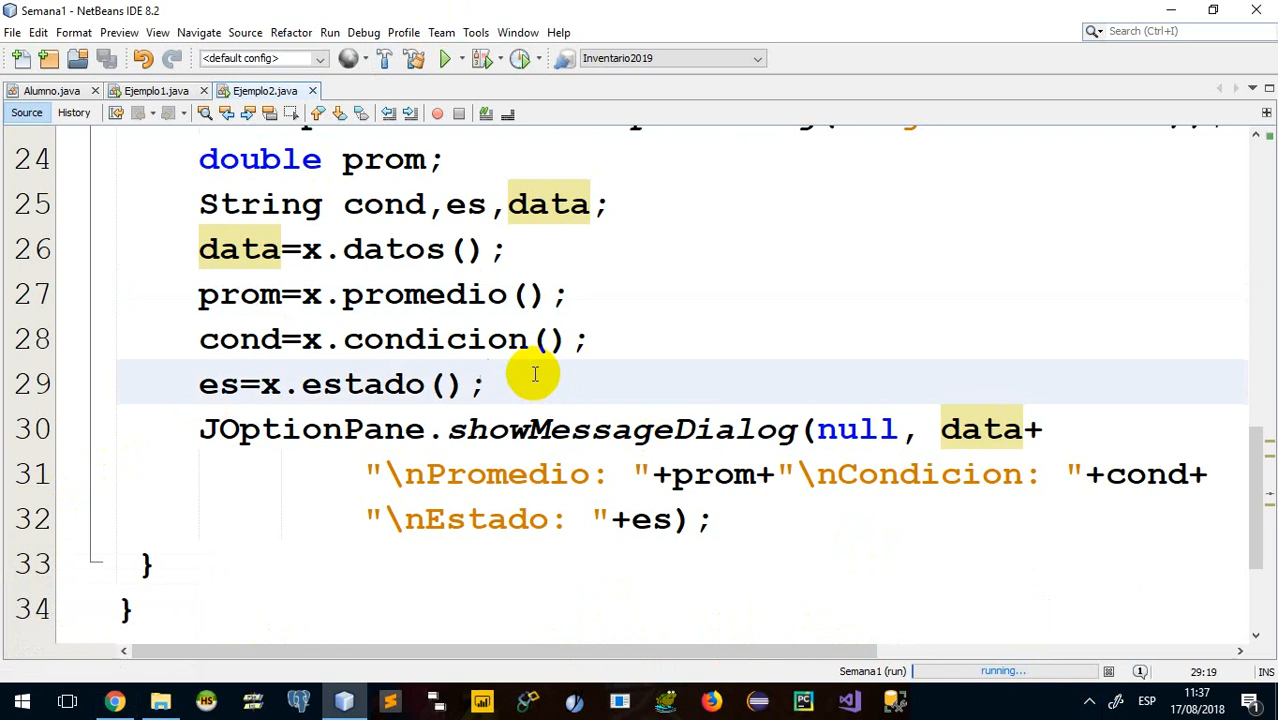 Semana1 - NetBeans IDE 8.2
File Edit Format Preview View Navigate Source Refactor Run Debug Profile Team Tools Window Help
Search (Ctrl+I)
<default config>
Inventario2019
Alumno.java
Ejemplo1.java
Ejemplo2.java
Source
History
24 double prom;
25 String cond,es,data;
26 data=x.datos();
27 prom=x.promedio();
28 cond=x.condicion();
29 es=x.estado();
30 JOptionPane.showMessageDialog(null, data+
31 "\nPromedio: "+prom+"\nCondicion: "+cond+
32 "\nEstado: "+es);
33 }
34 }
Semana1 (run)
running...
29:19
INS
ESP
11:37
17/08/2018